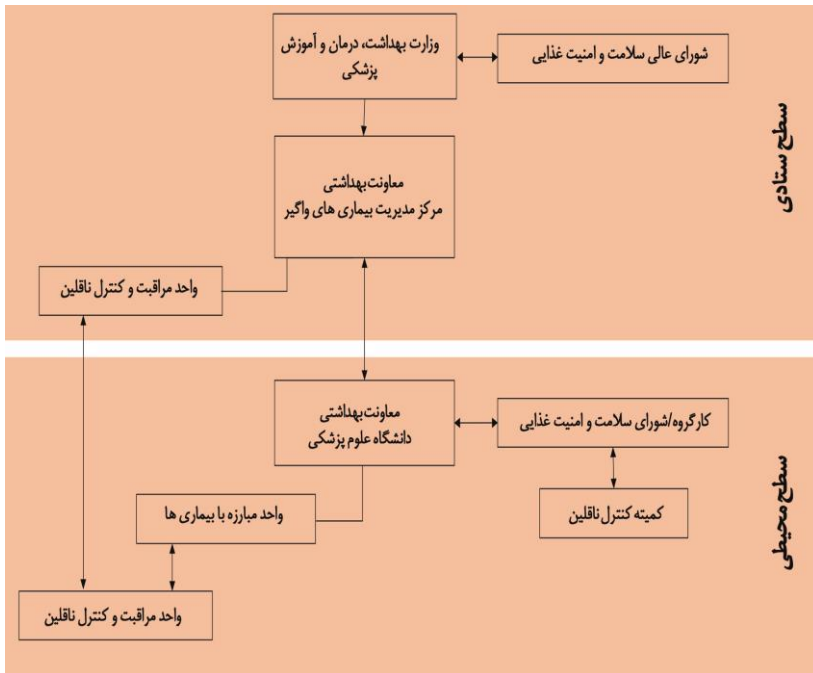 وزارت بهداشت، درمان و آموزش
پزشکی
شورای عالی سلامت و امنیت غذایی
سطح ستادی
معاونت‌بهداشتی
مرکز مدیریت بیماری های واگیر
واحد مراقبت و کنترل ناقلین
معاونت‌بهداشتی
دانشگاه علوم پزشکی
کارگروه/شورای سلامت و امنیت غذایی
سطح محیطی
واحد مبارزه با بیماری ها
کمیته کنترل ناقلین
واحد مراقبت و کنترل ناقلین